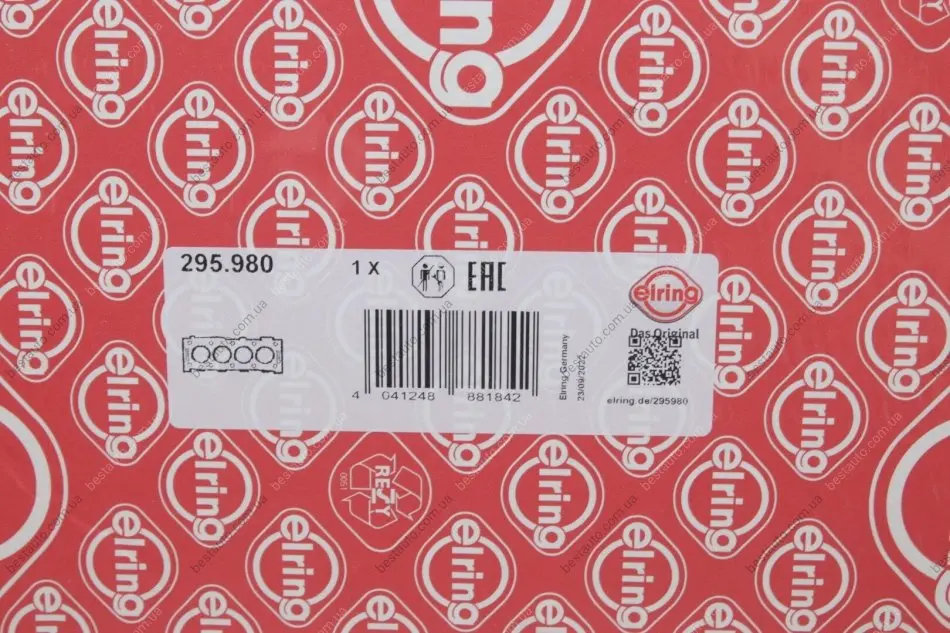 295.980
1 X
EAC
elring
Das Original
4 041248 881842
Elring-Germany
23/09/2022
elring.de/295980
RESY
elring
bestauto.com.ua